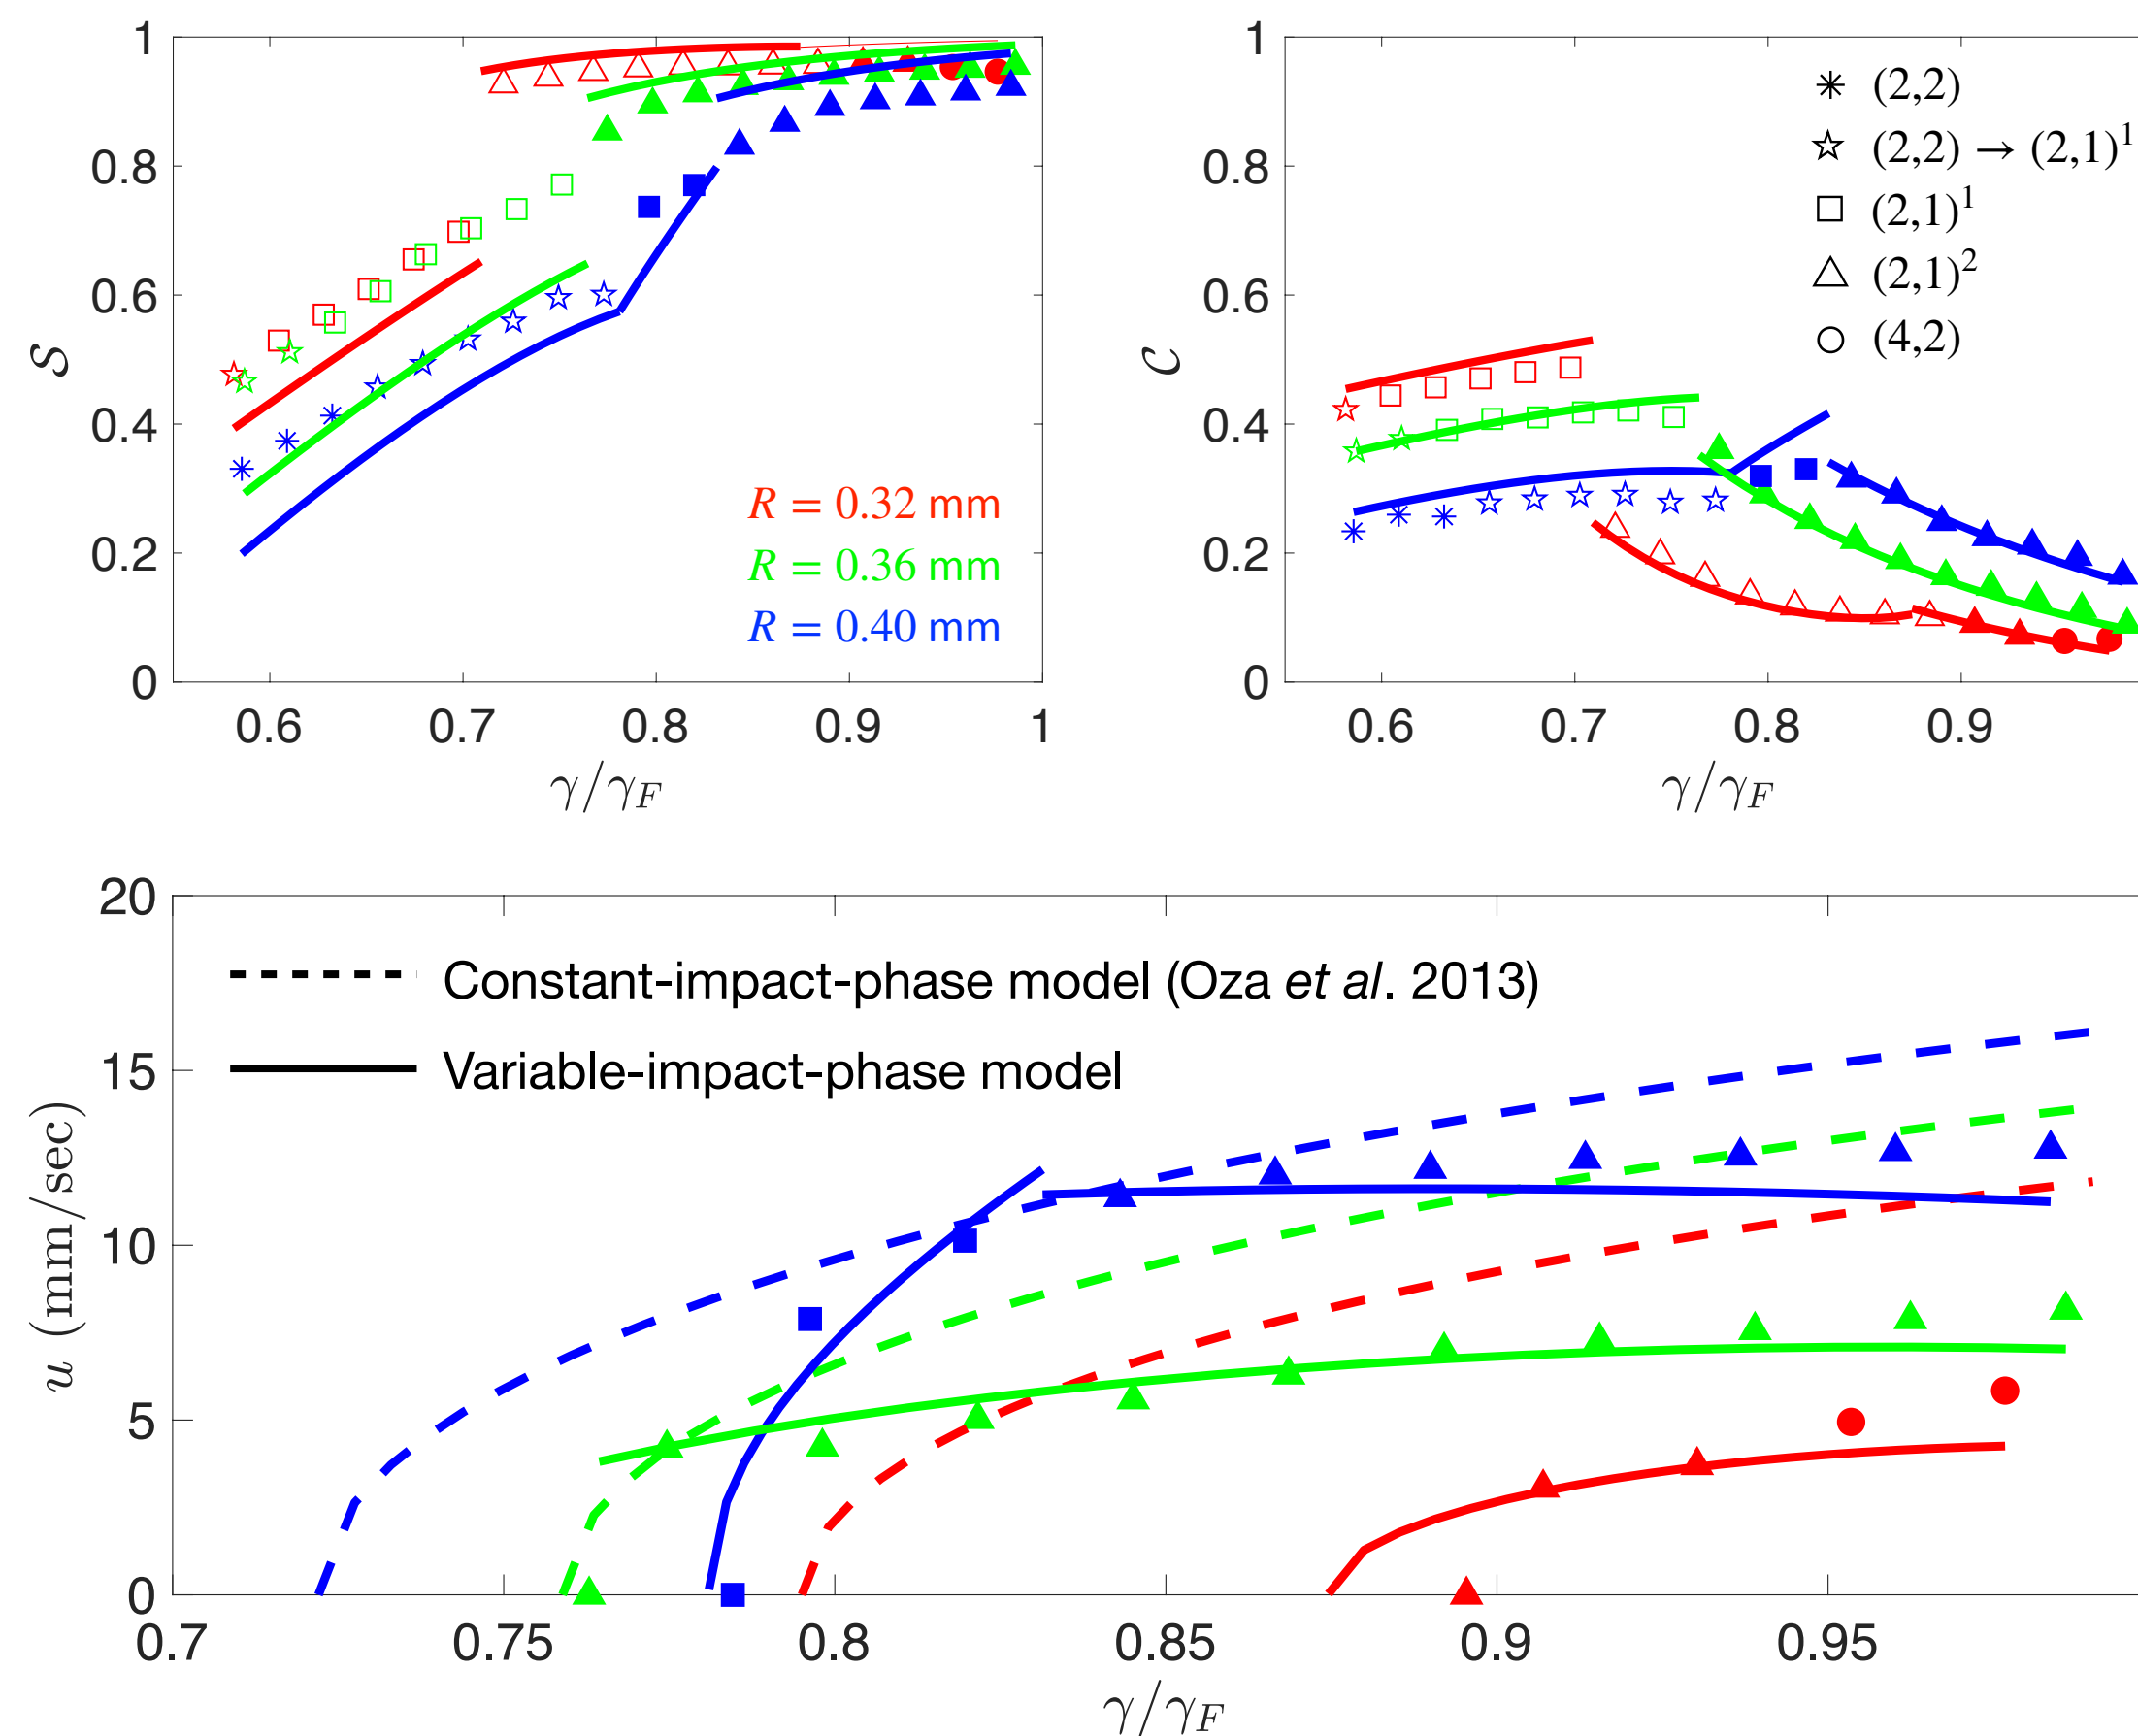 1
0.8
0.6
0.4
0.2
0
S
0.6 0.7 0.8 0.9 1
γ/γF
R = 0.32 mm
R = 0.36 mm
R = 0.40 mm
1
0.8
0.6
0.4
0.2
0
C
0.6 0.7 0.8 0.9
γ/γF
(2,2)
(2,2) → (2,1)¹
(2,1)¹
(2,1)²
(4,2)
20
15
10
5
0
u (mm/sec)
Constant-impact-phase model (Oza et al. 2013)
Variable-impact-phase model
0.7 0.75 0.8 0.85 0.9 0.95
γ/γF